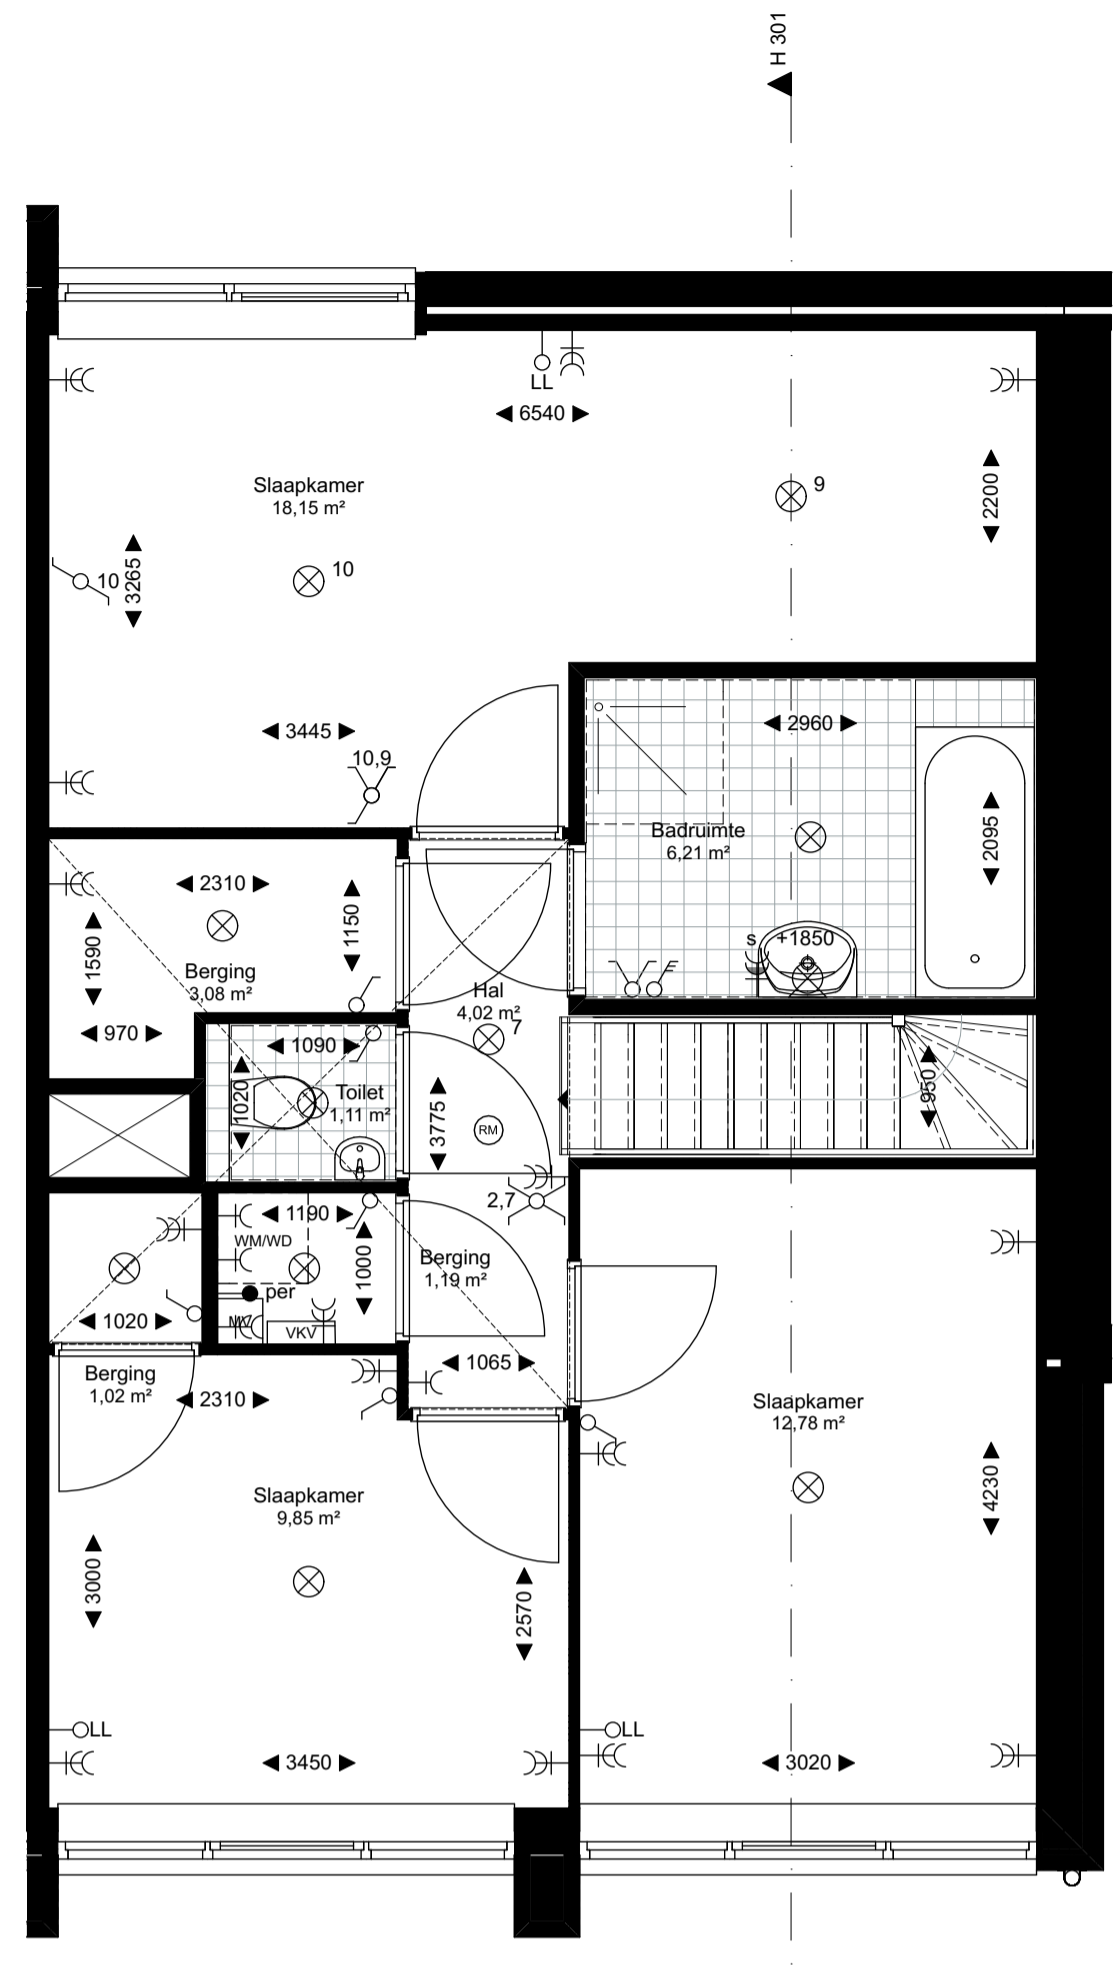 H 301
LL
6540
9
Slaapkamer
18,15 m²
2200
10
10
3265
3445
10,9
2960
Badruimte
6,21 m²
2095
2310
1590
1150
Berging
3,08 m²
s
+1850
Hal
4,02 m²
7
970
1090
1020
Toilet
1,11 m²
3775
RM
950
2,7
1190
WM/WD
1000
Berging
1,19 m²
per
MV
VKV
1020
1065
Berging
1,02 m²
2310
Slaapkamer
12,78 m²
4230
Slaapkamer
9,85 m²
3000
2570
LL
LL
3450
3020